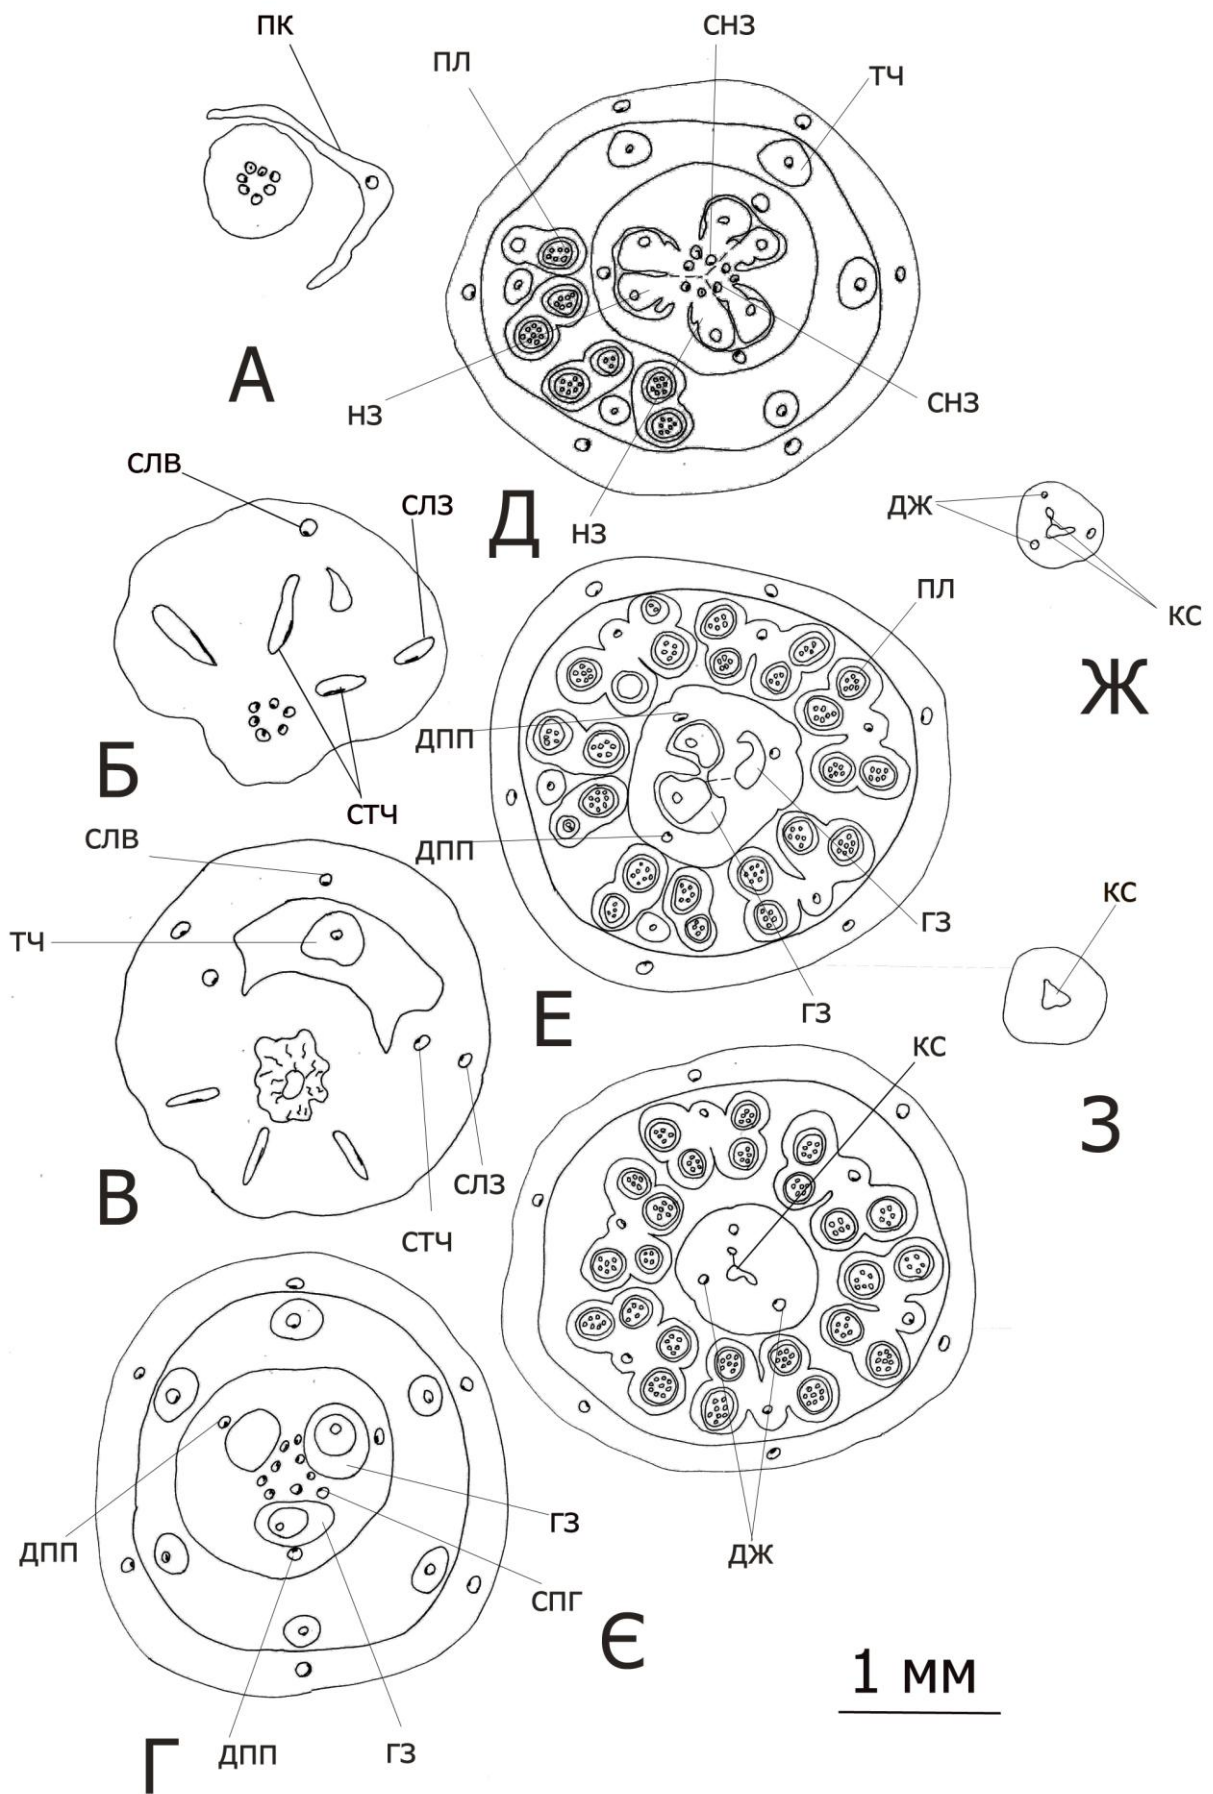 ПК
СНЗ
ПЛ
ТЧ
А
НЗ
СНЗ
СЛВ
СЛЗ
Д
НЗ
ДЖ
ПЛ
КС
Ж
ДПП
Б
СТЧ
СЛВ
ДПП
КС
ТЧ
ГЗ
Е
ГЗ
КС
З
В
СЛЗ
СТЧ
ГЗ
ДЖ
ДПП
СПГ
Є
1 мм
Г
ДПП
ГЗ